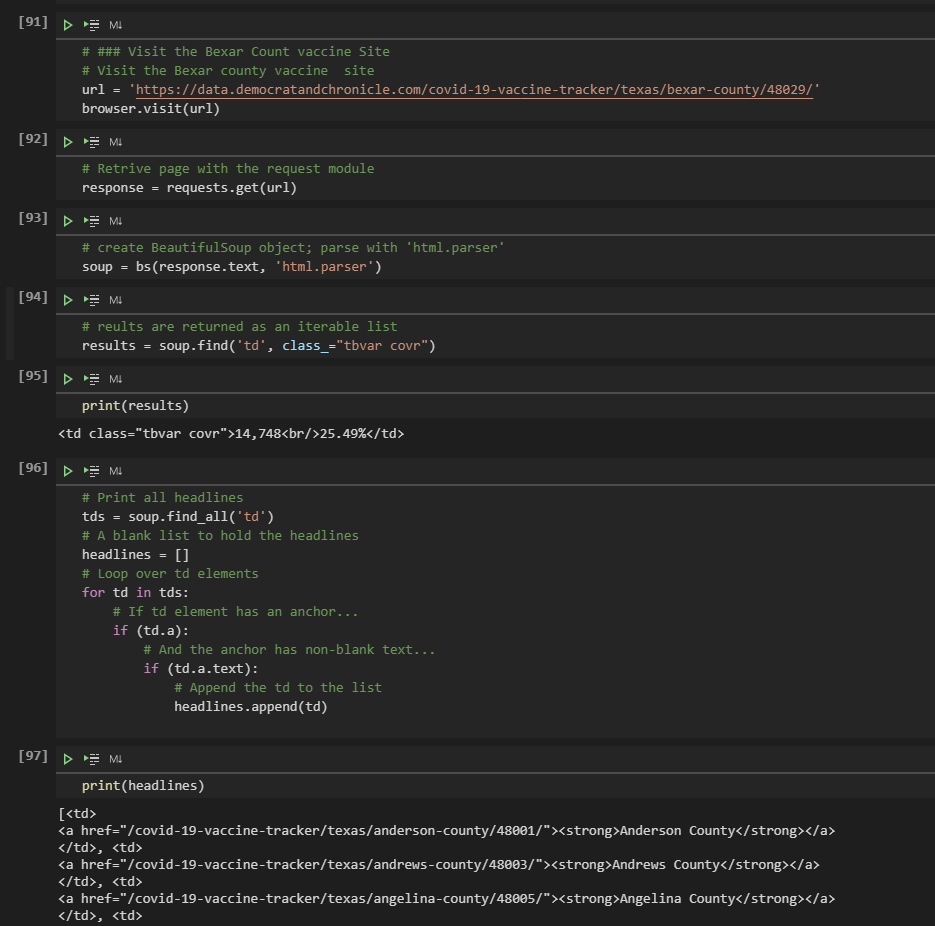 [91]
M↓
# ### Visit the Bexar Count vaccine Site
# Visit the Bexar county vaccine  site
url = 'https://data.democratandchronicle.com/covid-19-vaccine-tracker/texas/bexar-county/48029/'
browser.visit(url)
[92]
M↓
# Retrive page with the request module
response = requests.get(url)
[93]
M↓
# create BeautifulSoup object; parse with 'html.parser'
soup = bs(response.text, 'html.parser')
[94]
M↓
# reults are returned as an iterable list
results = soup.find('td', class_="tbvar covr")
[95]
M↓
print(results)
<td class="tbvar covr">14,748<br/>25.49%</td>
[96]
M↓
# Print all headlines
tds = soup.find_all('td')
# A blank list to hold the headlines
headlines = []
# Loop over td elements
for td in tds:
    # If td element has an anchor...
    if (td.a):
        # And the anchor has non-blank text...
        if (td.a.text):
            # Append the td to the list
            headlines.append(td)
[97]
M↓
print(headlines)
[<td>
<a href="/covid-19-vaccine-tracker/texas/anderson-county/48001/"><strong>Anderson County</strong></a>
</td>, <td>
<a href="/covid-19-vaccine-tracker/texas/andrews-county/48003/"><strong>Andrews County</strong></a>
</td>, <td>
<a href="/covid-19-vaccine-tracker/texas/angelina-county/48005/"><strong>Angelina County</strong></a>
</td>, <td>